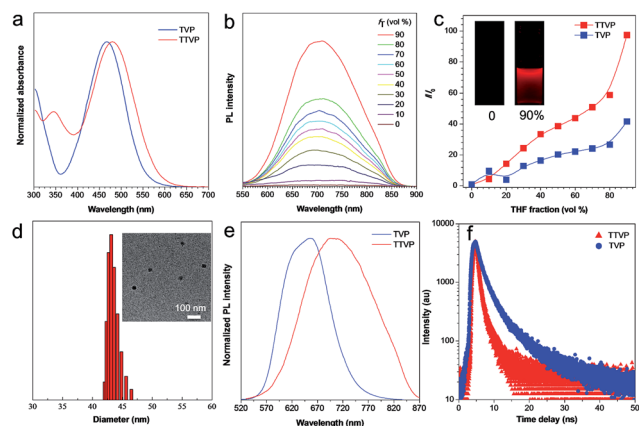 a
TVP
TTVP
Normalized absorbance
300 350 400 450 500 550 600 650 700
Wavelength (nm)
b
fT (vol %)
90
80
70
60
50
40
30
20
10
0
PL intensity
550 600 650 700 750 800 850 900
Wavelength (nm)
c
TTVP
TVP
0 90%
I/I0
100
80
60
40
20
0
0 20 40 60 80
THF fraction (vol %)
d
100 nm
30 35 40 45 50 55 60
Diameter (nm)
e
TVP
TTVP
Normalized PL intensity
520 570 620 670 720 770 820 870
Wavelength (nm)
f
TTVP
TVP
Intensity (au)
10000
1000
100
10
0 10 20 30 40 50
Time delay (ns)